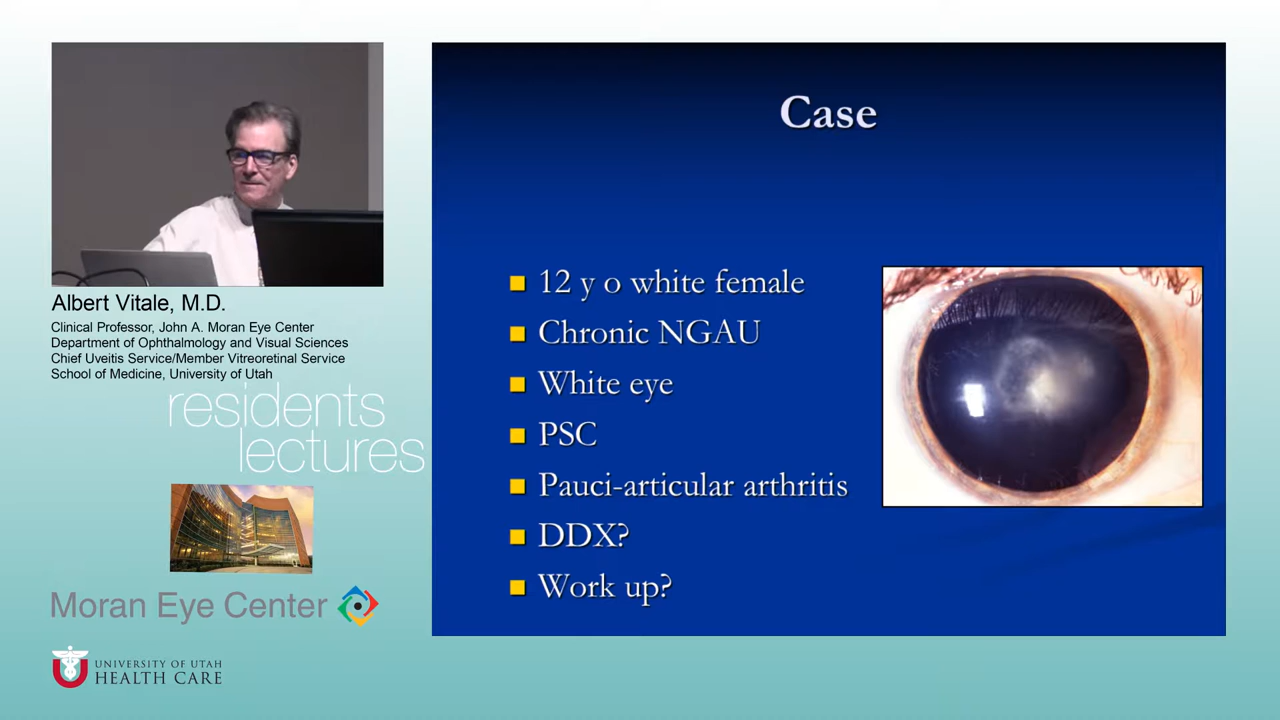 Albert Vitale, M.D.
Clinical Professor, John A. Moran Eye Center
Department of Ophthalmology and Visual Sciences
Chief Uveitis Service/Member Vitreoretinal Service
School of Medicine, University of Utah
residents
lectures
Moran Eye Center
UNIVERSITY OF UTAH
HEALTH CARE
Case
12 y o white female
Chronic NGAU
White eye
PSC
Pauci-articular arthritis
DDX?
Work up?